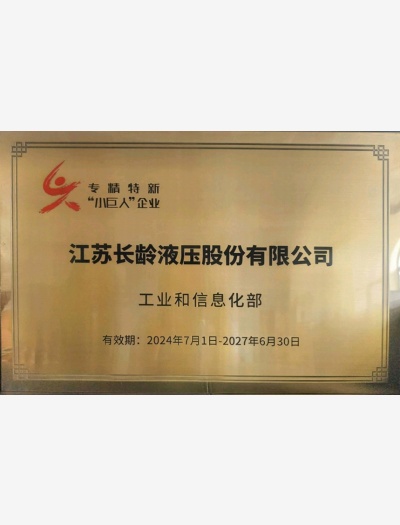 专精特新
“小巨人”企业
江苏长龄液压股份有限公司
工业和信息化部
有效期：2024年7月1日-2027年6月30日